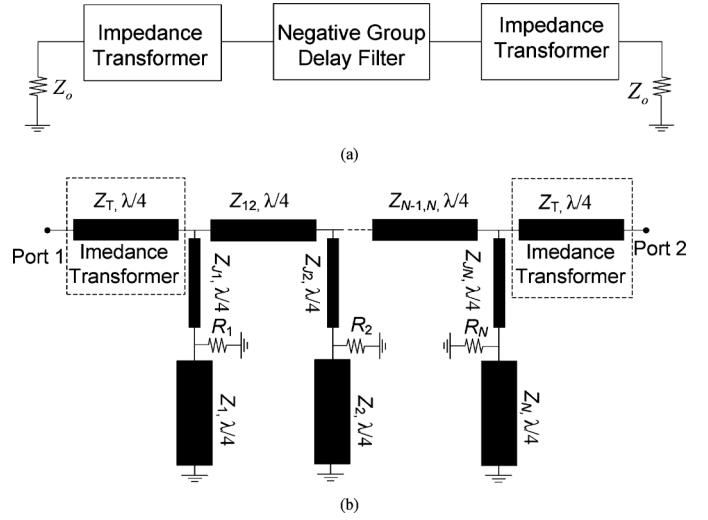 Impedance
Transformer
Negative Group
Delay Filter
Impedance
Transformer
Zo
Zo
(a)
ZT, λ/4
Z12, λ/4
ZN-1,N, λ/4
ZT, λ/4
Port 1
Imedance
Transformer
ZJ1, λ/4
ZJ2, λ/4
ZJN, λ/4
Imedance
Transformer
Port 2
R1
R2
RN
Z1, λ/4
Z2, λ/4
ZN, λ/4
(b)